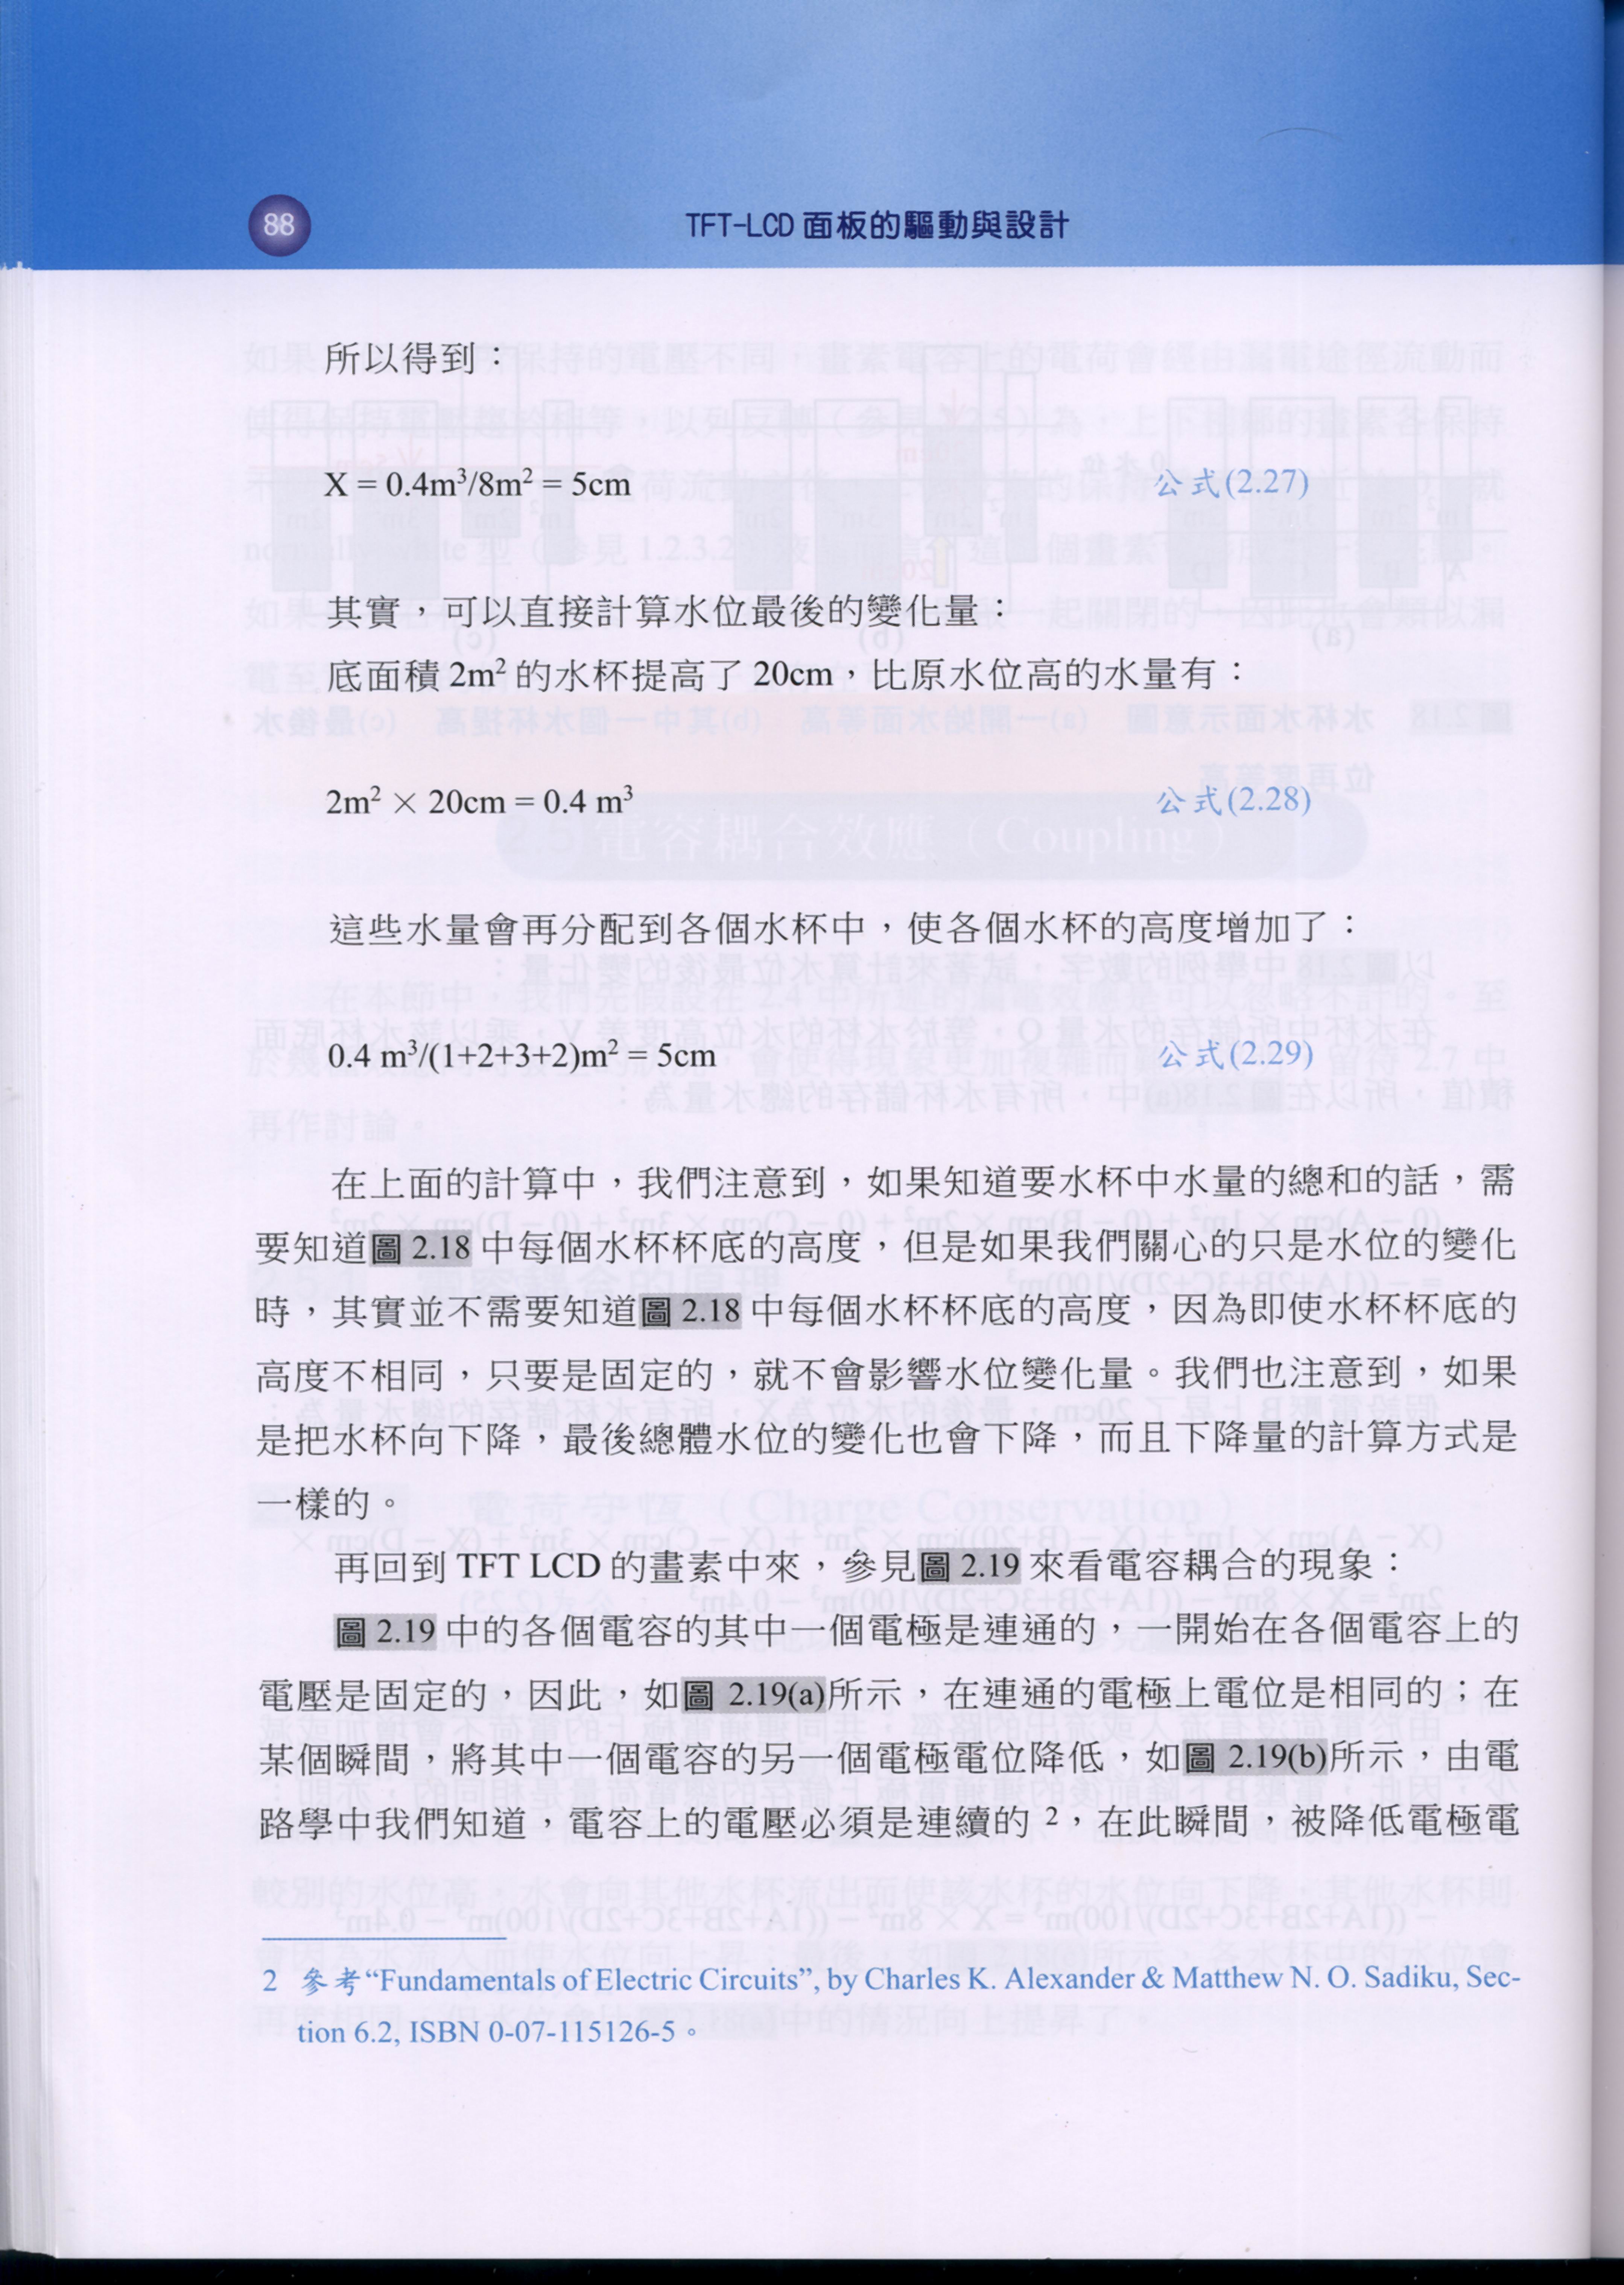 88
TFT-LCD 面板的驅動與設計
所以得到：
X = 0.4m³/8m² = 5cm 公式(2.27)
其實，可以直接計算水位最後的變化量：
底面積 2m² 的水杯提高了 20cm，比原水位高的水量有：
2m² × 20cm = 0.4 m³ 公式(2.28)
這些水量會再分配到各個水杯中，使各個水杯的高度增加了：
0.4 m³/(1+2+3+2)m² = 5cm 公式(2.29)
在上面的計算中，我們注意到，如果知道要水杯中水量的總和的話，需
要知道圖 2.18 中每個水杯杯底的高度，但是如果我們關心的只是水位的變化
時，其實並不需要知道圖 2.18 中每個水杯杯底的高度，因為即使水杯杯底的
高度不相同，只要是固定的，就不會影響水位變化量。我們也注意到，如果
是把水杯向下降，最後總體水位的變化也會下降，而且下降量的計算方式是
一樣的。
再回到 TFT LCD 的畫素中來，參見圖 2.19 來看電容耦合的現象：
圖 2.19 中的各個電容的其中一個電極是連通的，一開始在各個電容上的
電壓是固定的，因此，如圖 2.19(a)所示，在連通的電極上電位是相同的；在
某個瞬間，將其中一個電容的另一個電極電位降低，如圖 2.19(b)所示，由電
路學中我們知道，電容上的電壓必須是連續的 2，在此瞬間，被降低電極電
2 參考“Fundamentals of Electric Circuits”, by Charles K. Alexander & Matthew N. O. Sadiku, Sec-
tion 6.2, ISBN 0-07-115126-5。